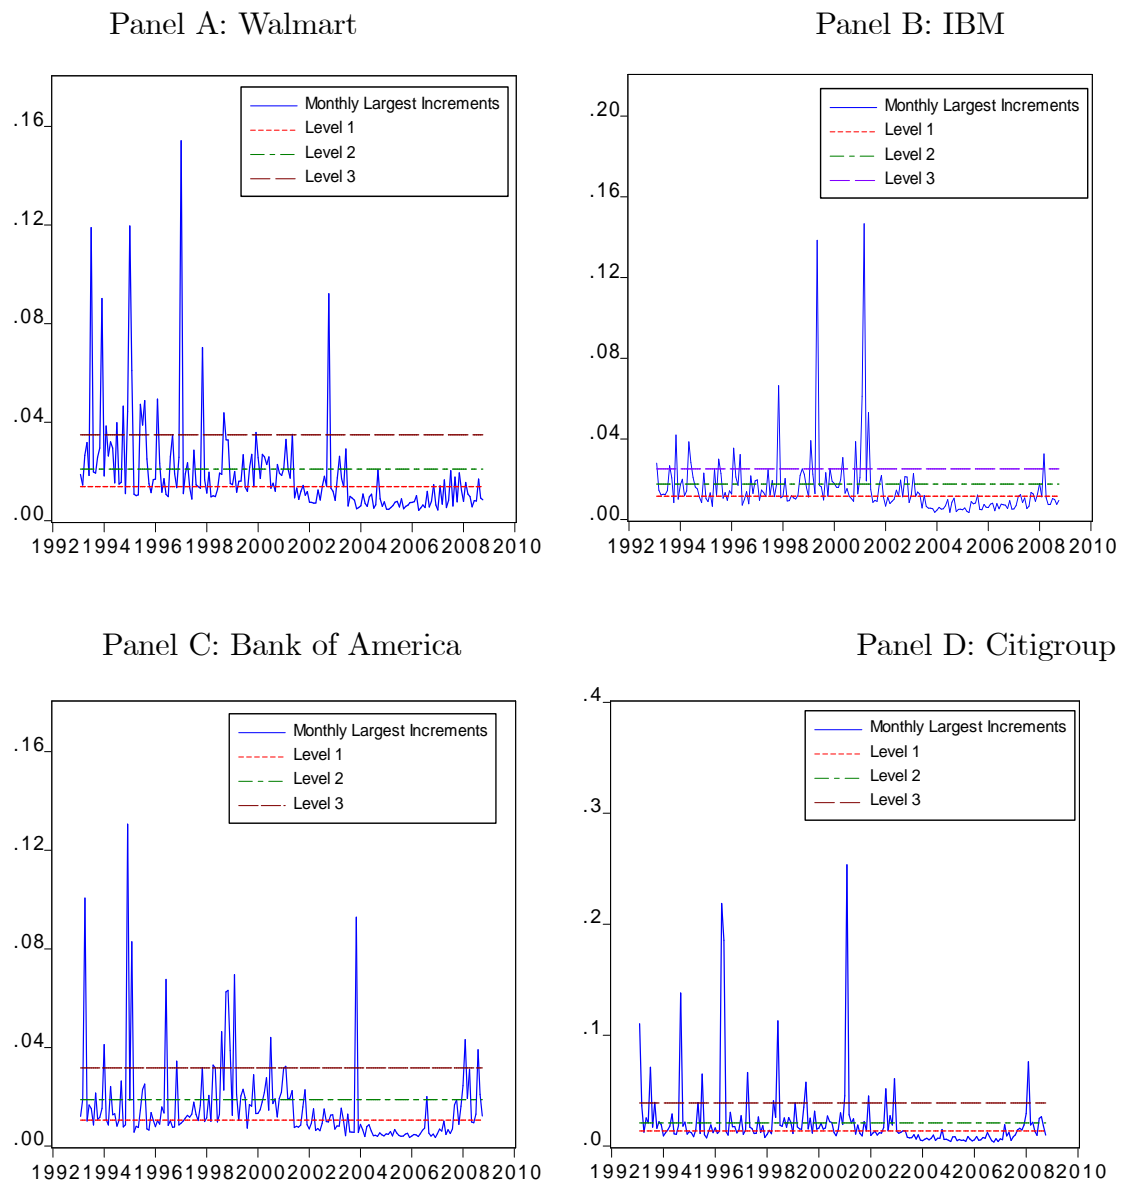 Panel A: Walmart
Panel B: IBM
Monthly Largest Increments
Level 1
Level 2
Level 3
.16
.12
.08
.04
.00
1992 1994 1996 1998 2000 2002 2004 2006 2008 2010
Monthly Largest Increments
Level 1
Level 2
Level 3
.20
.16
.12
.08
.04
.00
1992 1994 1996 1998 2000 2002 2004 2006 2008 2010
Panel C: Bank of America
Panel D: Citigroup
Monthly Largest Increments
Level 1
Level 2
Level 3
.16
.12
.08
.04
.00
1992 1994 1996 1998 2000 2002 2004 2006 2008 2010
Monthly Largest Increments
Level 1
Level 2
Level 3
.4
.3
.2
.1
.0
1992 1994 1996 1998 2000 2002 2004 2006 2008 2010